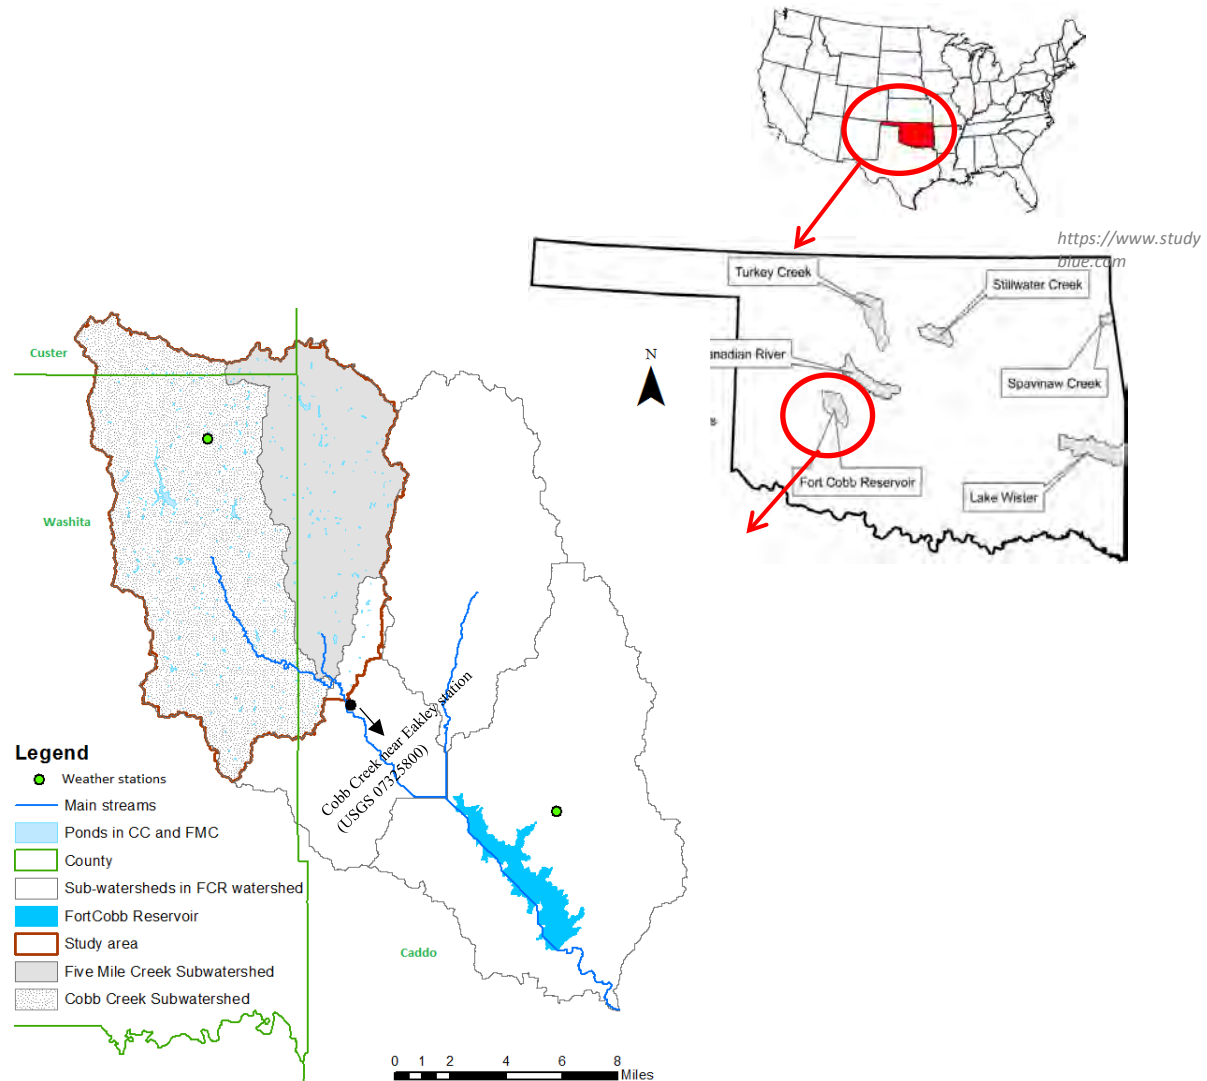 https://www.study
blue.com
Turkey Creek
Stillwater Creek
anadian River
Spavinaw Creek
Fort Cobb Reservoir
Lake Wister
N
Custer
Washita
Caddo
Cobb Creek near Eakley station
(USGS 07325800)
Legend
Weather stations
Main streams
Ponds in CC and FMC
County
Sub-watersheds in FCR watershed
FortCobb Reservoir
Study area
Five Mile Creek Subwatershed
Cobb Creek Subwatershed
0 1 2 4 6 8
Miles